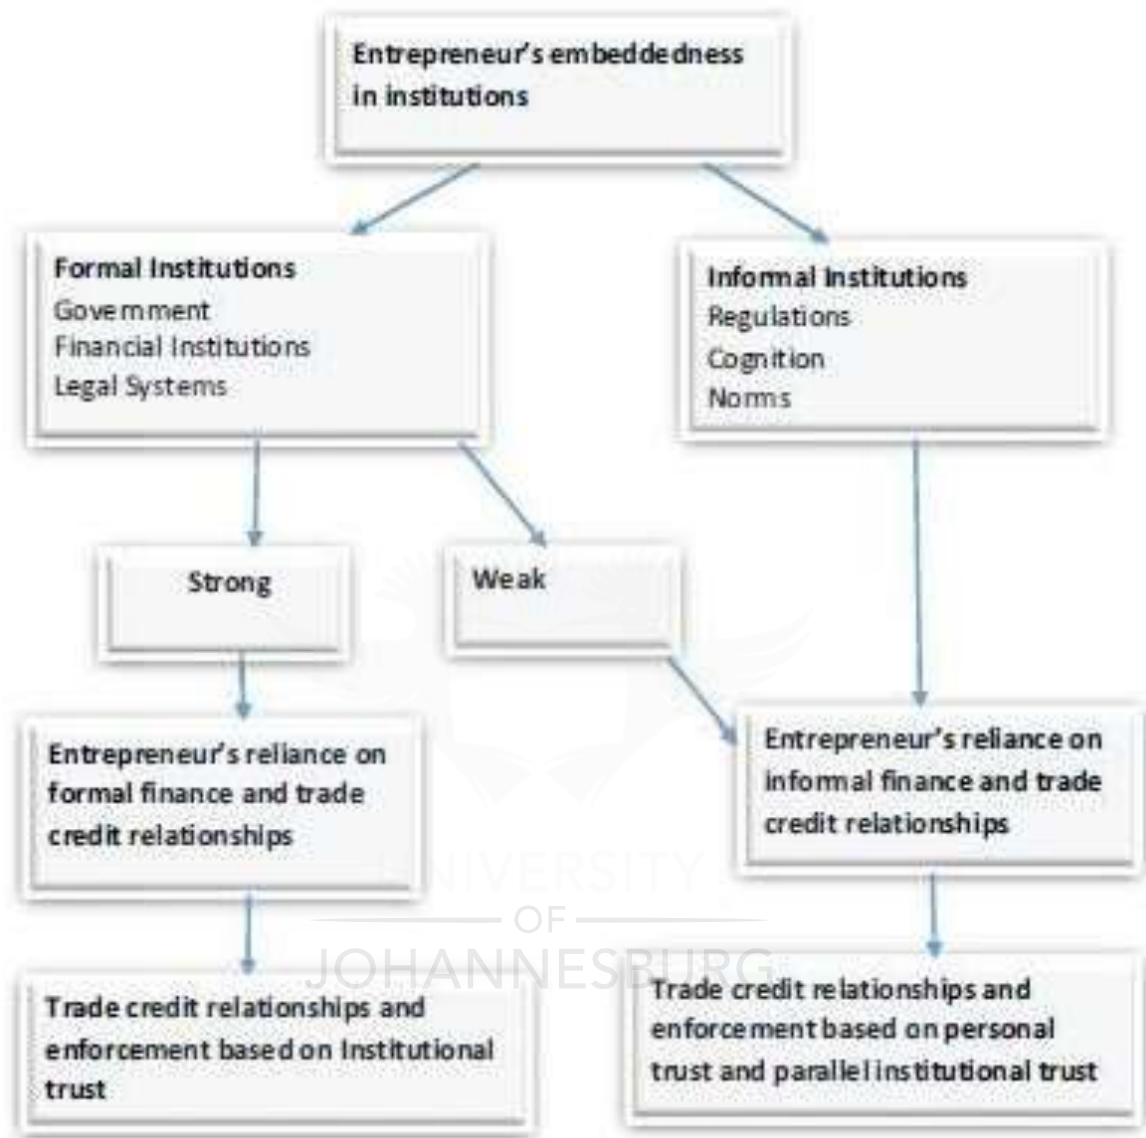 Entrepreneur's embeddedness
in institutions
Formal Institutions
Government
Financial Institutions
Legal Systems
Informal Institutions
Regulations
Cognition
Norms
Strong
Weak
Entrepreneur's reliance on
formal finance and trade
credit relationships
Entrepreneur's reliance on
informal finance and trade
credit relationships
UNIVERSITY
OF
JOHANNESBURG
Trade credit relationships and
enforcement based on Institutional
trust
Trade credit relationships and
enforcement based on personal
trust and parallel institutional trust